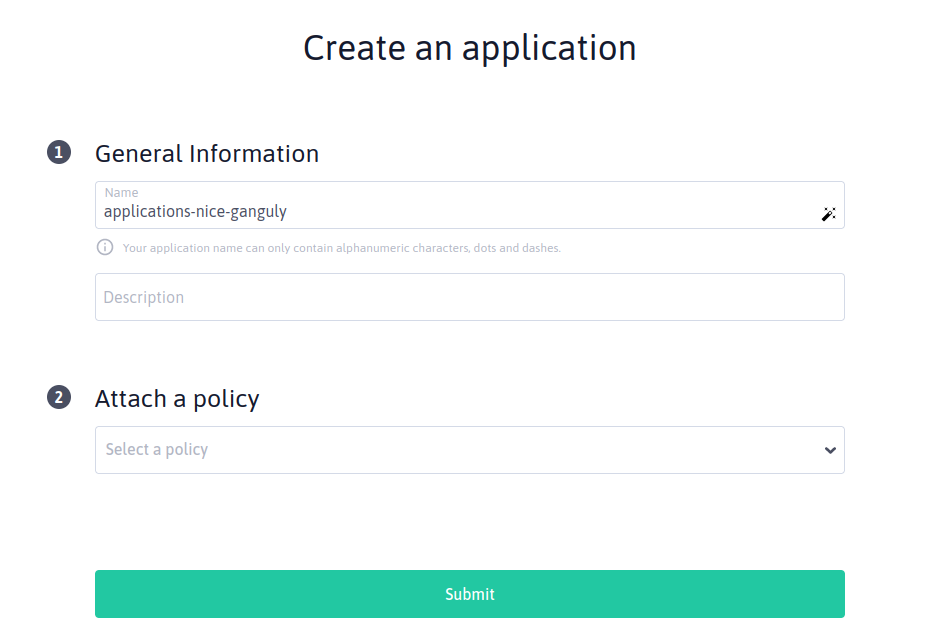 Create an application
1 General Information
Name
applications-nice-ganguly
Your application name can only contain alphanumeric characters, dots and dashes.
Description
2 Attach a policy
Select a policy
Submit